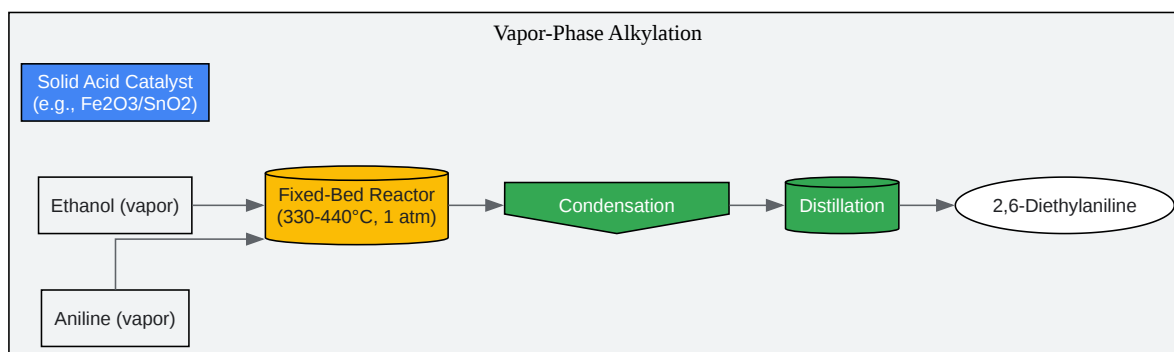 Vapor-Phase Alkylation
Solid Acid Catalyst
(e.g., Fe2O3/SnO2)
Ethanol (vapor)
Fixed-Bed Reactor
(330-440°C, 1 atm)
Condensation
Distillation
2,6-Diethylaniline
Aniline (vapor)